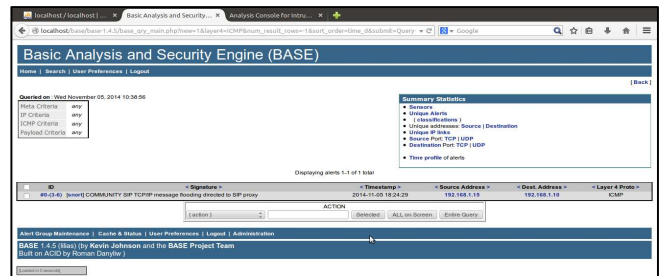 localhost / localhost | ...
Basic Analysis and Security...
Analysis Console for Intru...
localhost/base/base-1.4.5/base_qry_main.php?new=1&layer4=ICMP&num_result_rows=-1&sort_order=time_d&submit=Query
Google
Basic Analysis and Security Engine (BASE)
Home | Search | User Preferences | Logout
[ Back ]
Queried on : Wed November 05, 2014 10:36:56
Meta Criteria any
IP Criteria any
ICMP Criteria any
Payload Criteria any
Summary Statistics
Sensors
Unique Alerts
( classifications )
Unique addresses: Source | Destination
Unique IP links
Source Port: TCP | UDP
Destination Port: TCP | UDP
Time profile of alerts
Displaying alerts 1-1 of 1 total
ID < Signature > < Timestamp > < Source Address > < Dest. Address > < Layer 4 Proto >
#0-(3-6) [snort] COMMUNITY SIP TCP/IP message flooding directed to SIP proxy 2014-11-05 18:24:29 192.168.1.15 192.168.1.10 ICMP
ACTION
{ action } Selected ALL on Screen Entire Query
Alert Group Maintenance | Cache & Status | User Preferences | Logout | Administration
BASE 1.4.5 (lilias) (by Kevin Johnson and the BASE Project Team
Built on ACID by Roman Danyliw )
[Loaded in 0 seconds]